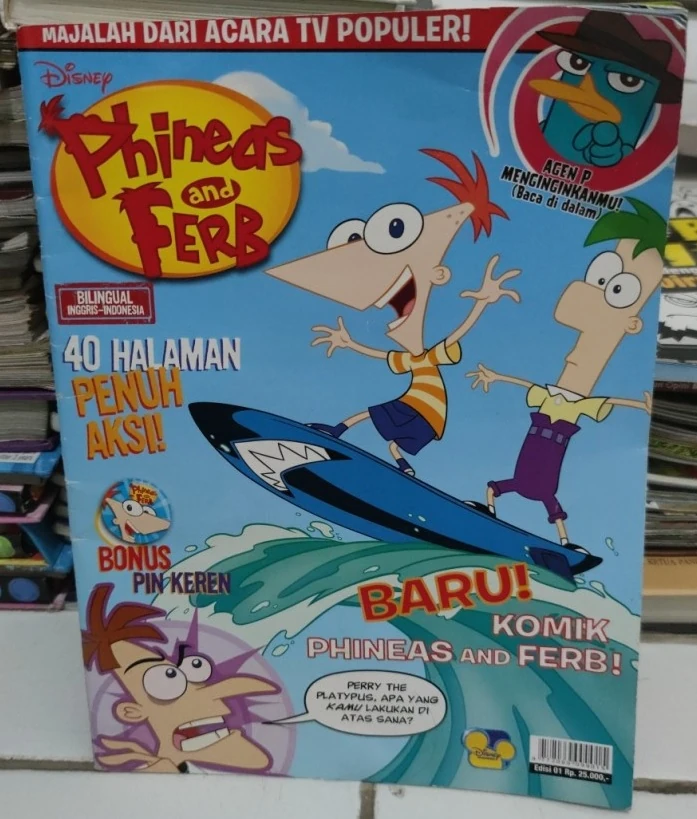 MAJALAH DARI ACARA TV POPULER!
Disney
Phineas
and
FERB
AGEN P
MENGINGINKANMU!
(Baca di dalam)
BILINGUAL
INGGRIS-INDONESIA
40 HALAMAN
PENUH
AKSI!
BONUS
PIN KEREN
BARU!
KOMIK
PHINEAS AND FERB!
PERRY THE
PLATYPUS, APA YANG
KAMU LAKUKAN DI
ATAS SANA?
Disney
Edisi 01 Rp. 25.000,-